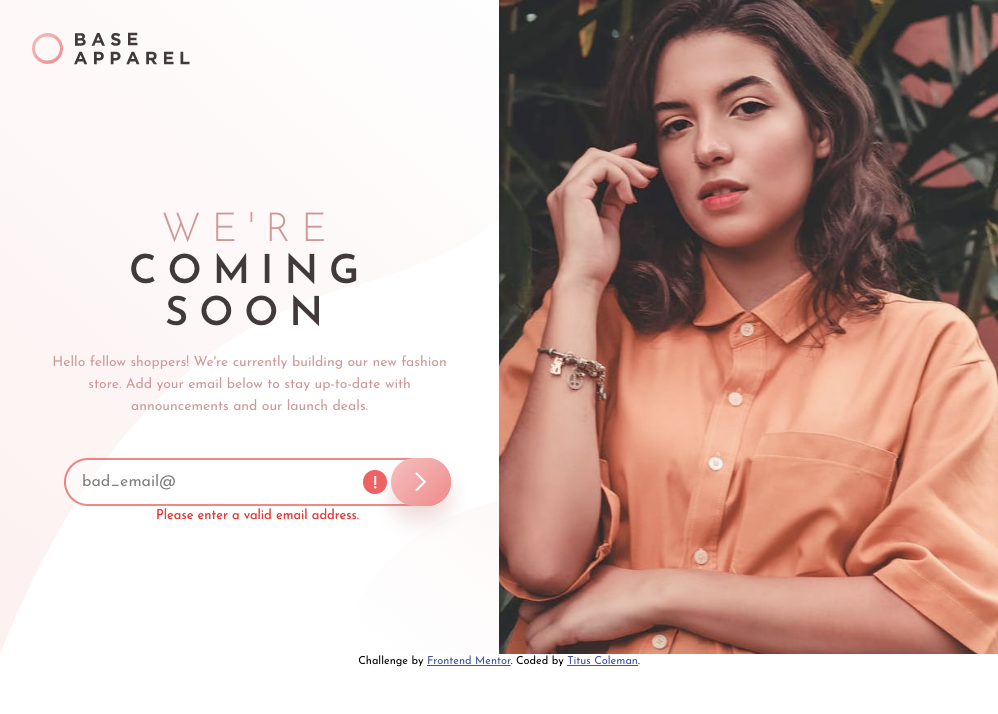 BASE
APPAREL
WE'RE
COMING
SOON
Hello fellow shoppers! We're currently building our new fashion
store. Add your email below to stay up-to-date with
announcements and our launch deals.
bad_email@
!
Please enter a valid email address.
Challenge by Frontend Mentor. Coded by Titus Coleman.